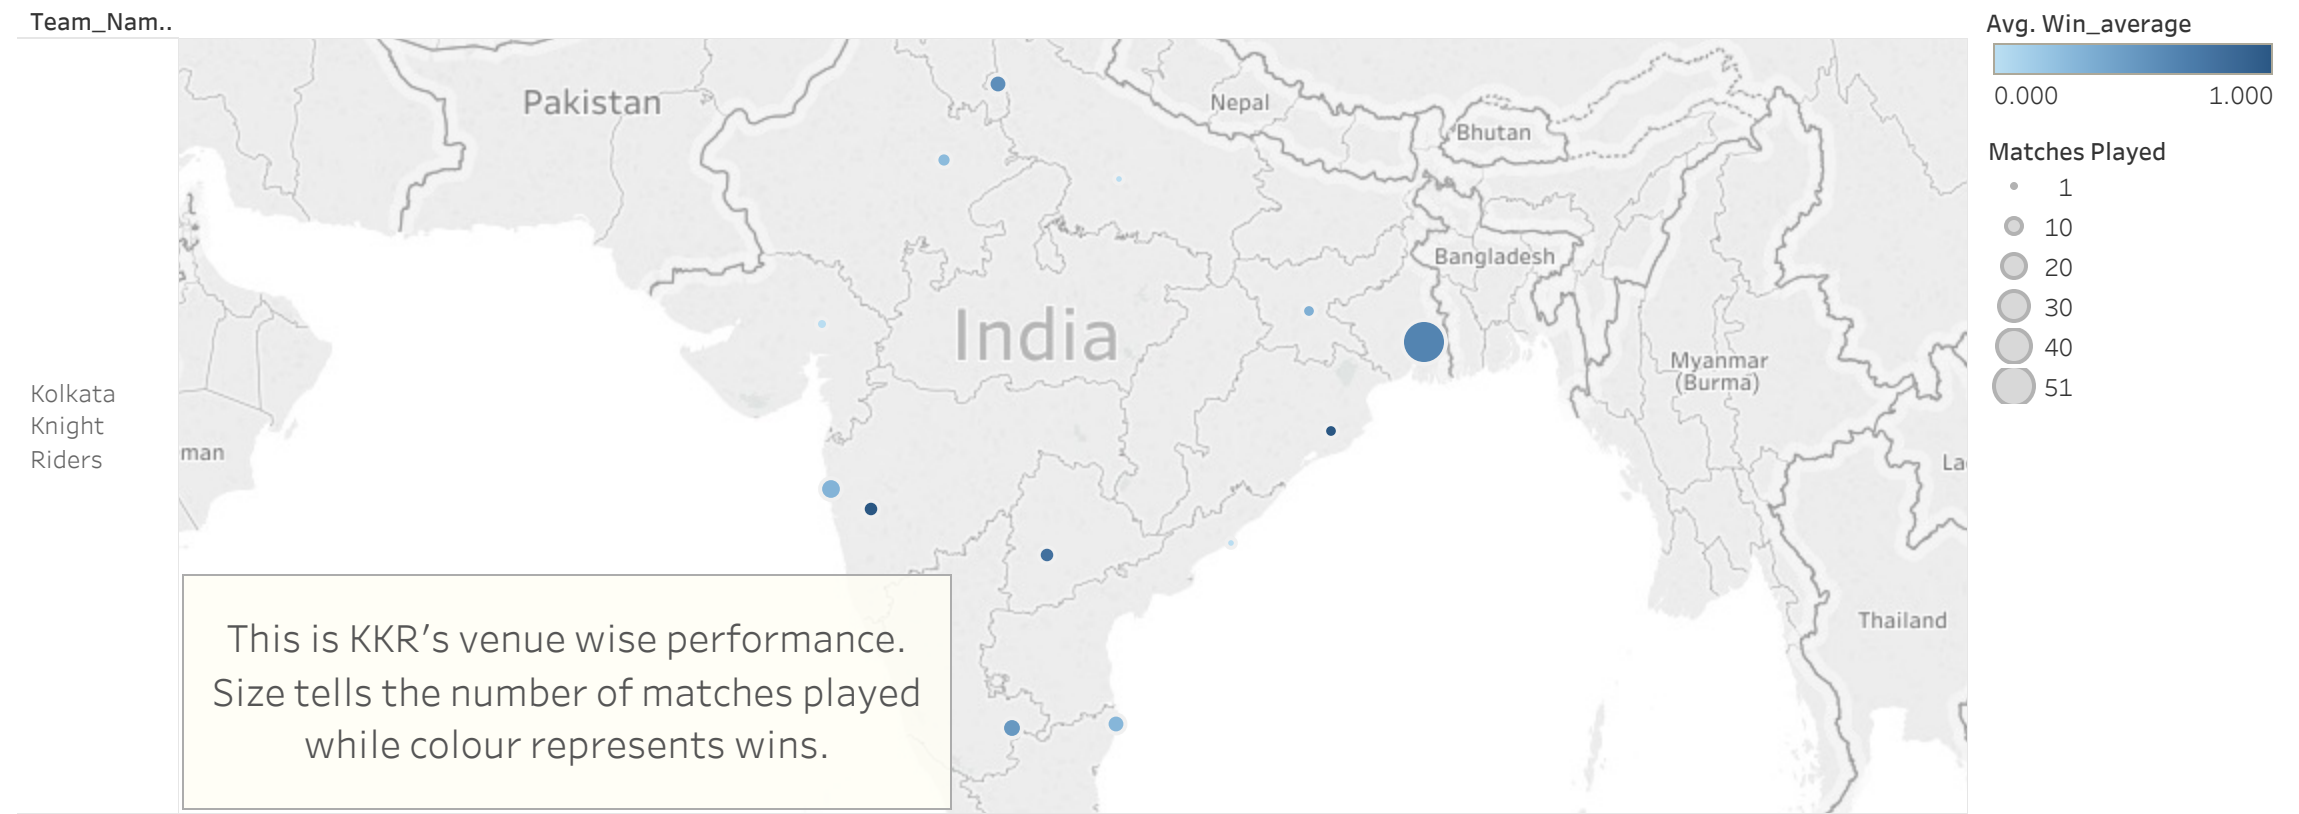 Team_Nam..
Kolkata
Knight
Riders
Pakistan
Nepal
Bhutan
Bangladesh
India
Myanmar
(Burma)
man
La
Thailand
This is KKR’s venue wise performance.
Size tells the number of matches played
while colour represents wins.
Avg. Win_average
0.000 1.000
Matches Played
1
10
20
30
40
51